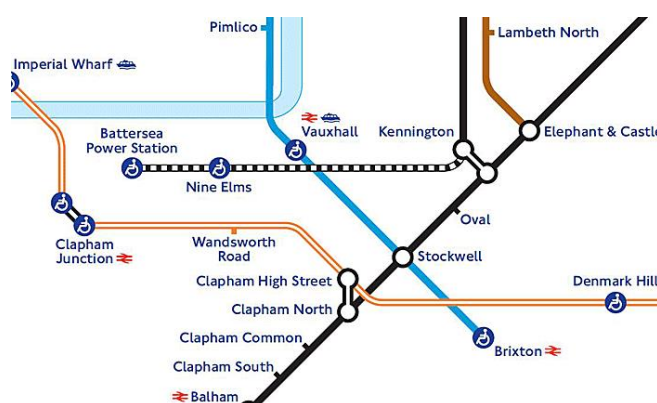 Pimlico
Lambeth North
Imperial Wharf
Battersea
Power Station
Vauxhall
Kennington
Elephant & Castle
Nine Elms
Oval
Clapham
Junction
Wandsworth
Road
Stockwell
Clapham High Street
Denmark Hill
Clapham North
Clapham Common
Brixton
Clapham South
Balham